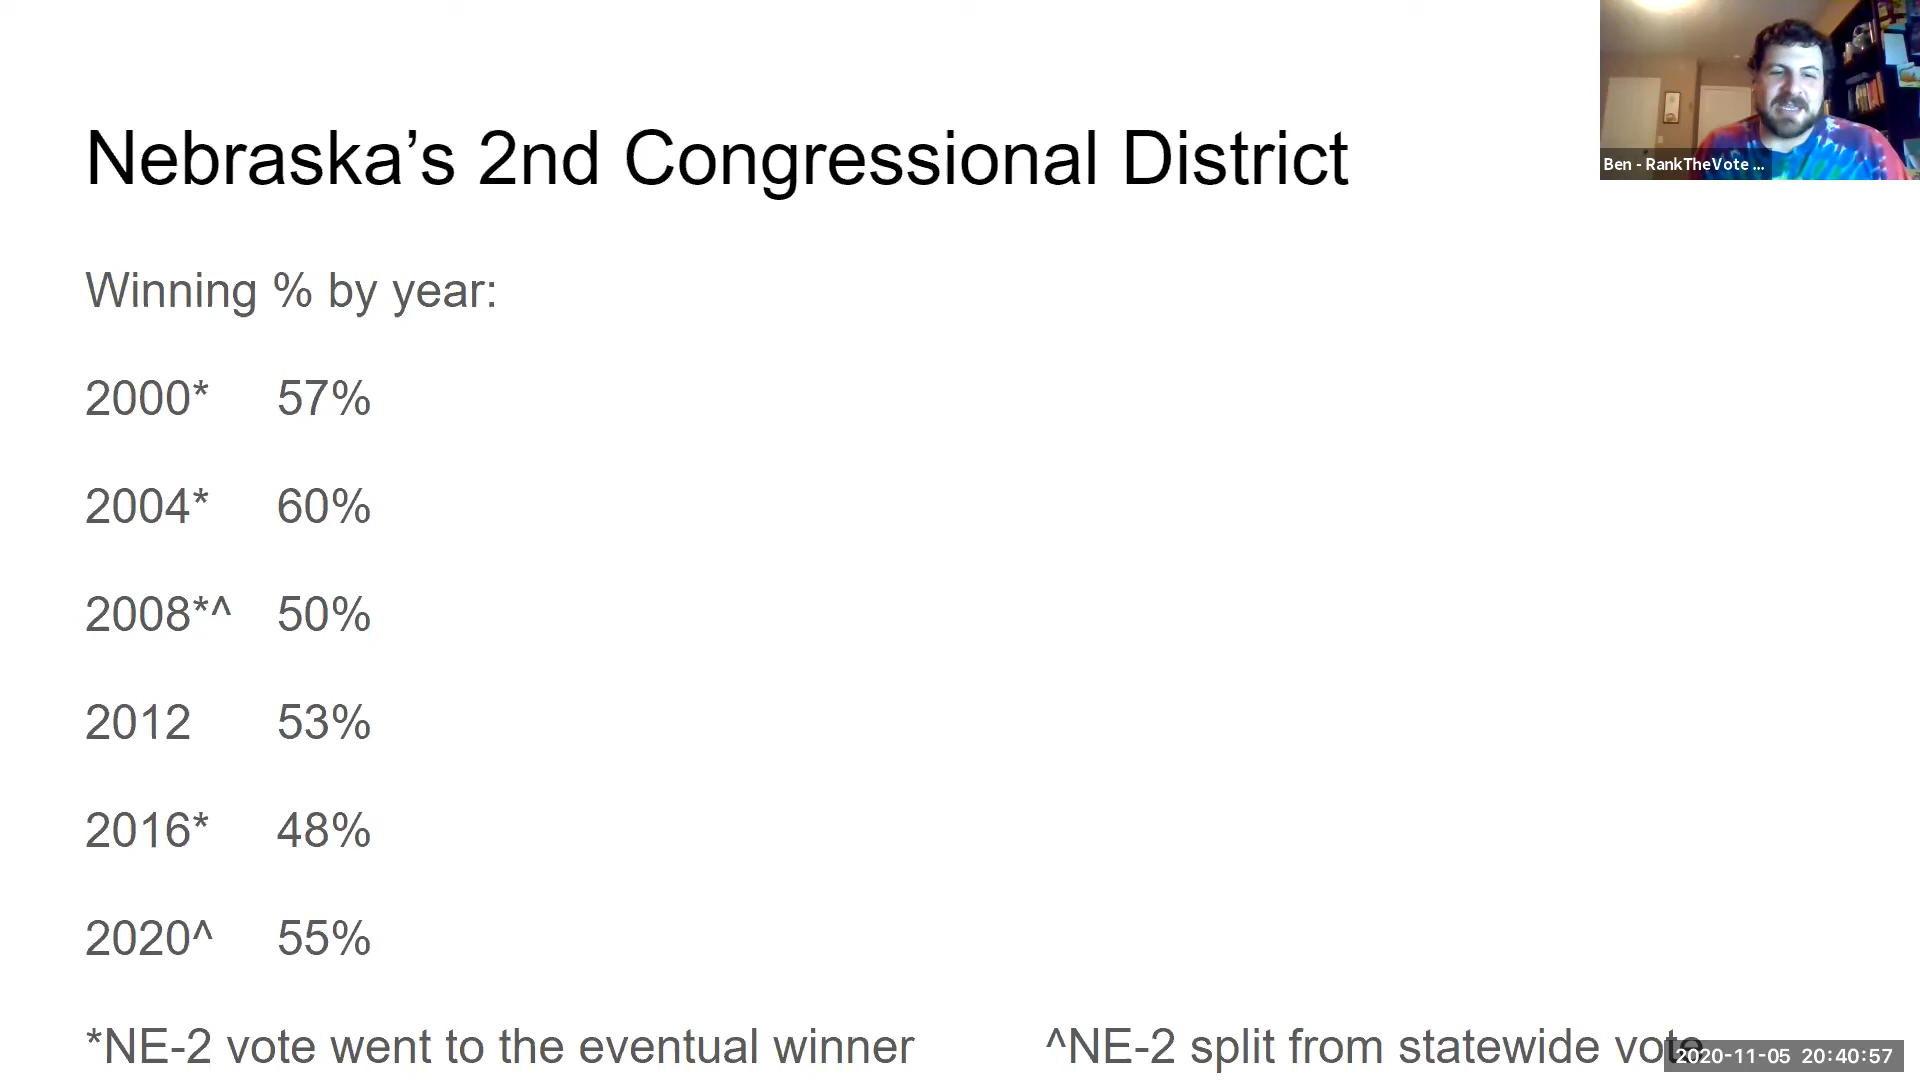 Nebraska’s 2nd Congressional District
Ben - RankTheVote ...
Winning % by year:
2000* 57%
2004* 60%
2008*^ 50%
2012 53%
2016* 48%
2020^ 55%
*NE-2 vote went to the eventual winner ^NE-2 split from statewide vote
2020-11-05 20:40:57